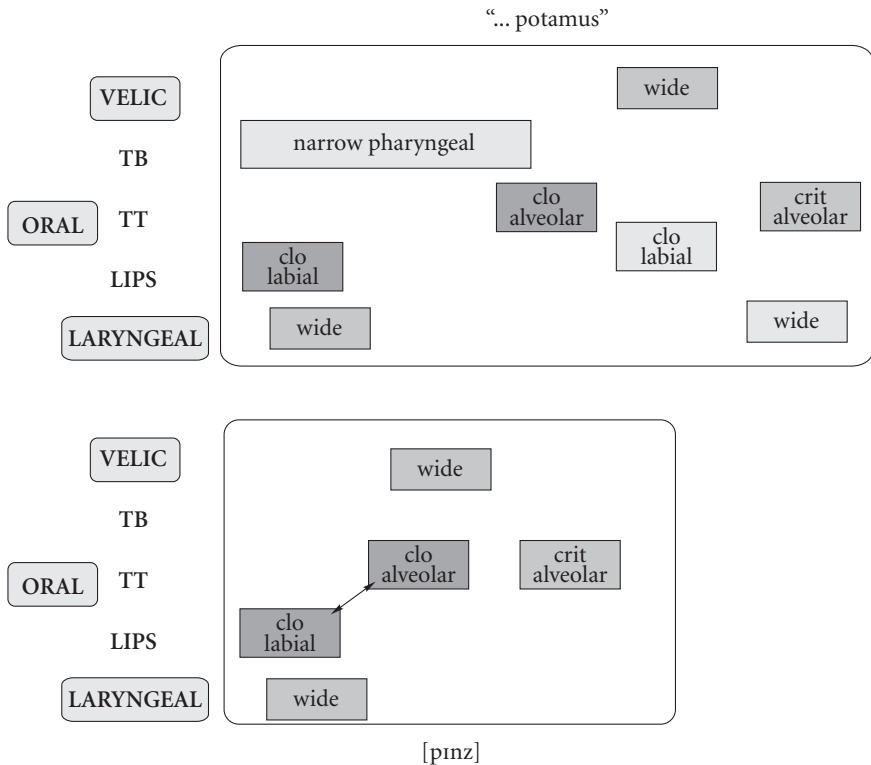 “... potamus”
VELIC
wide
TB
narrow pharyngeal
ORAL
TT
clo
alveolar
crit
alveolar
clo
labial
LIPS
clo
labial
LARYNGEAL
wide
wide
VELIC
wide
TB
ORAL
TT
clo
alveolar
crit
alveolar
LIPS
clo
labial
LARYNGEAL
wide
[pɪnz]